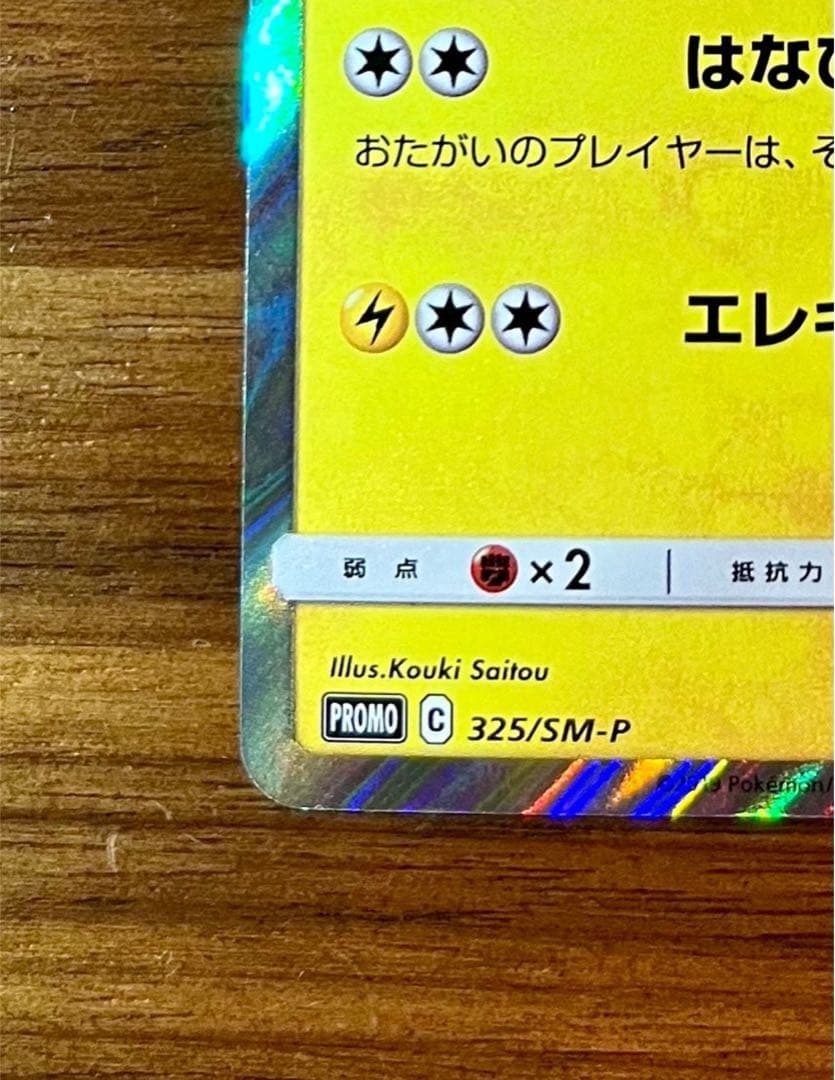 はなび
おたがいのプレイヤーは、そ
エレキ
弱点 ×2 抵抗力
Illus.Kouki Saitou
PROMO C 325/SM-P
©2019 Pokémon/